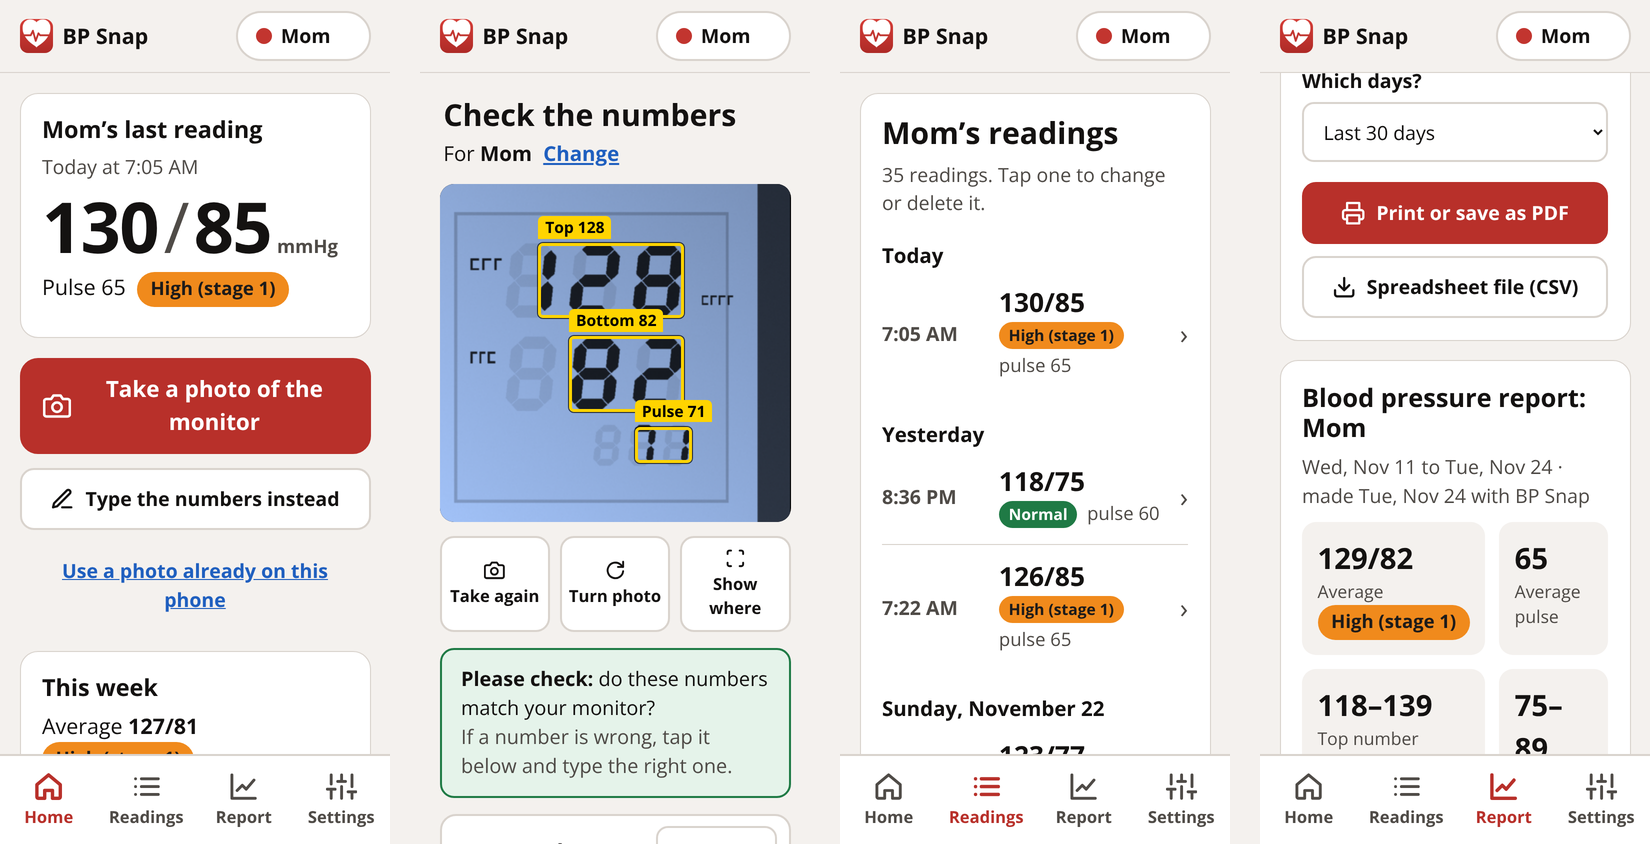 BP Snap
Mom
Mom’s last reading
Today at 7:05 AM
130/85 mmHg
Pulse 65 High (stage 1)
Take a photo of the
monitor
Type the numbers instead
Use a photo already on this
phone
This week
Average 127/81
High (stage 1)
Home
Readings
Report
Settings
BP Snap
Mom
Check the numbers
For Mom Change
Top 128
128
Bottom 82
82
Pulse 71
71
Take again
Turn photo
Show
where
Please check: do these numbers
match your monitor?
If a number is wrong, tap it
below and type the right one.
BP Snap
Mom
Mom’s readings
35 readings. Tap one to change
or delete it.
Today
7:05 AM
130/85
High (stage 1)
pulse 65
Yesterday
8:36 PM
118/75
Normal pulse 60
7:22 AM
126/85
High (stage 1)
pulse 65
Sunday, November 22
123/77
Home
Readings
Report
Settings
BP Snap
Mom
Which days?
Last 30 days
Print or save as PDF
Spreadsheet file (CSV)
Blood pressure report:
Mom
Wed, Nov 11 to Tue, Nov 24 ·
made Tue, Nov 24 with BP Snap
129/82
Average
High (stage 1)
65
Average
pulse
118–139
Top number
75–
89
Home
Readings
Report
Settings